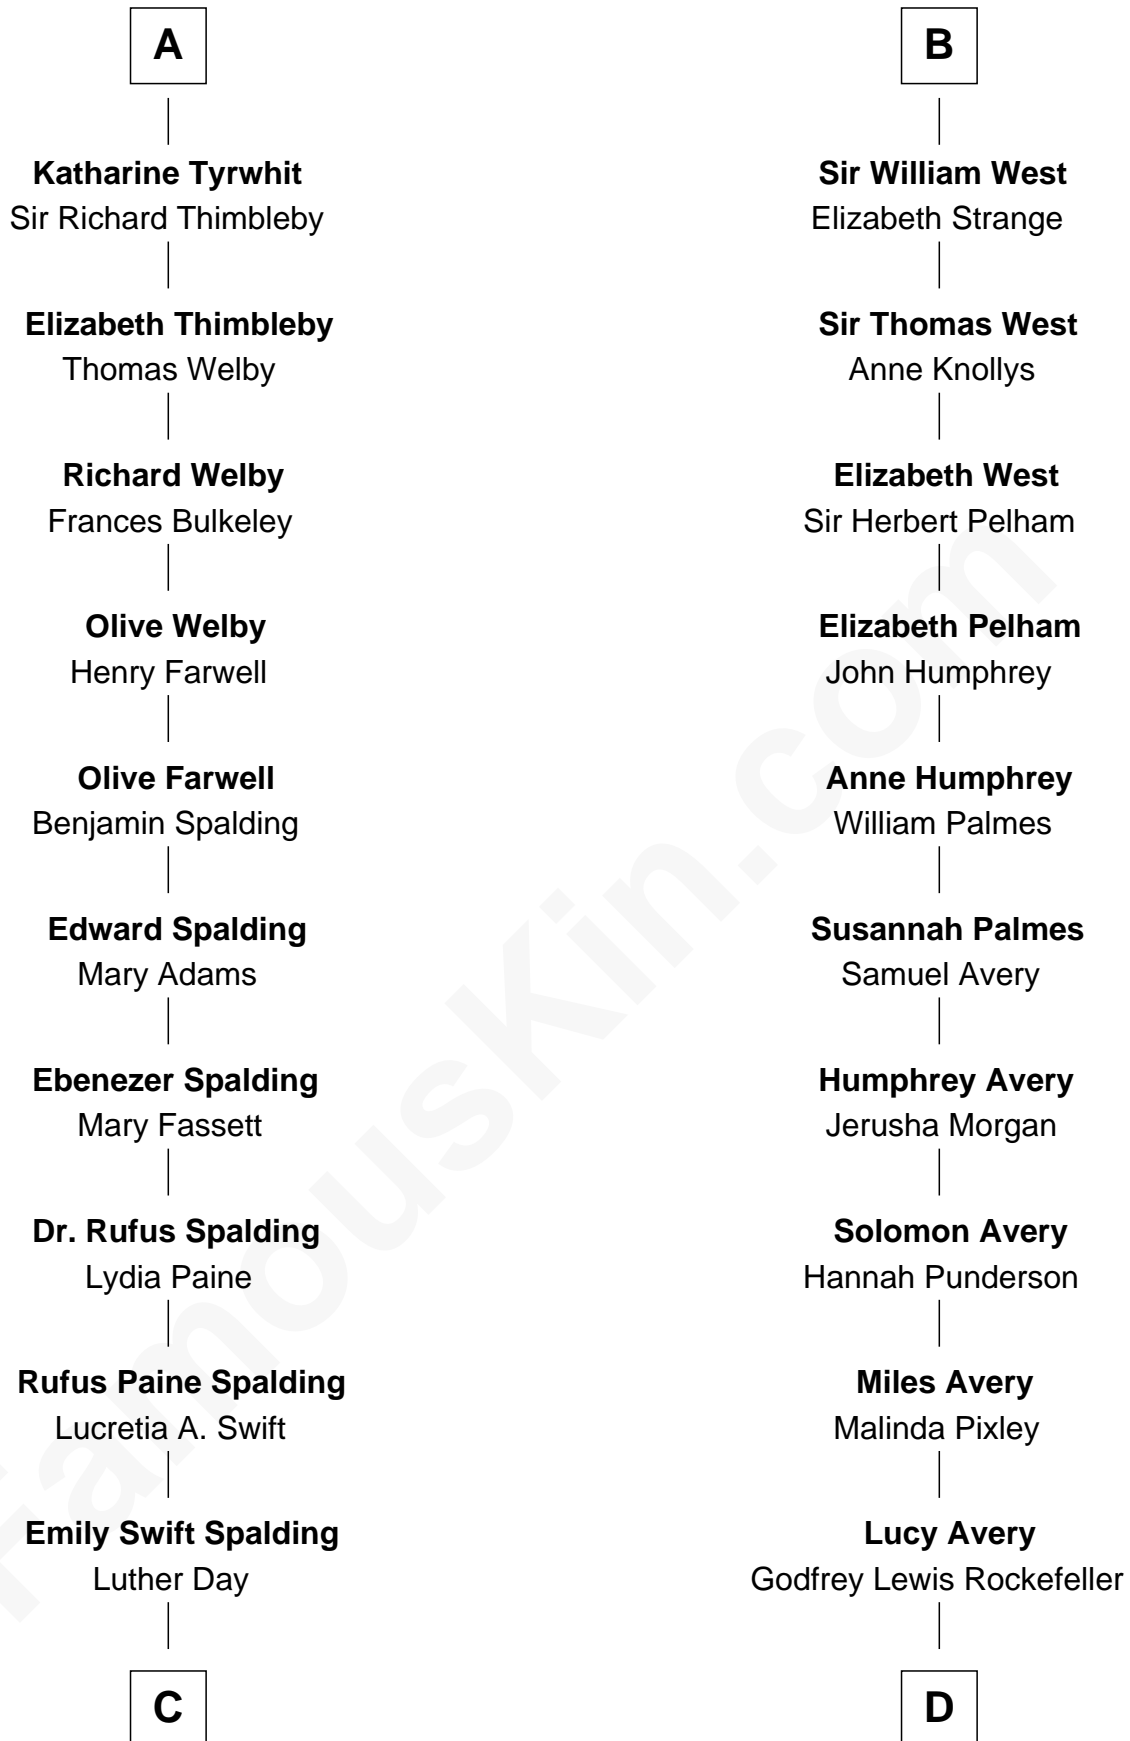 A
Katharine Tyrwhit
Sir Richard Thimbleby
Elizabeth Thimbleby
Thomas Welby
Richard Welby
Frances Bulkeley
Olive Welby
Henry Farwell
Olive Farwell
Benjamin Spalding
Edward Spalding
Mary Adams
Ebenezer Spalding
Mary Fassett
Dr. Rufus Spalding
Lydia Paine
Rufus Paine Spalding
Lucretia A. Swift
Emily Swift Spalding
Luther Day
C
B
Sir William West
Elizabeth Strange
Sir Thomas West
Anne Knollys
Elizabeth West
Sir Herbert Pelham
Elizabeth Pelham
John Humphrey
Anne Humphrey
William Palmes
Susannah Palmes
Samuel Avery
Humphrey Avery
Jerusha Morgan
Solomon Avery
Hannah Punderson
Miles Avery
Malinda Pixley
Lucy Avery
Godfrey Lewis Rockefeller
D
FamousKin.com